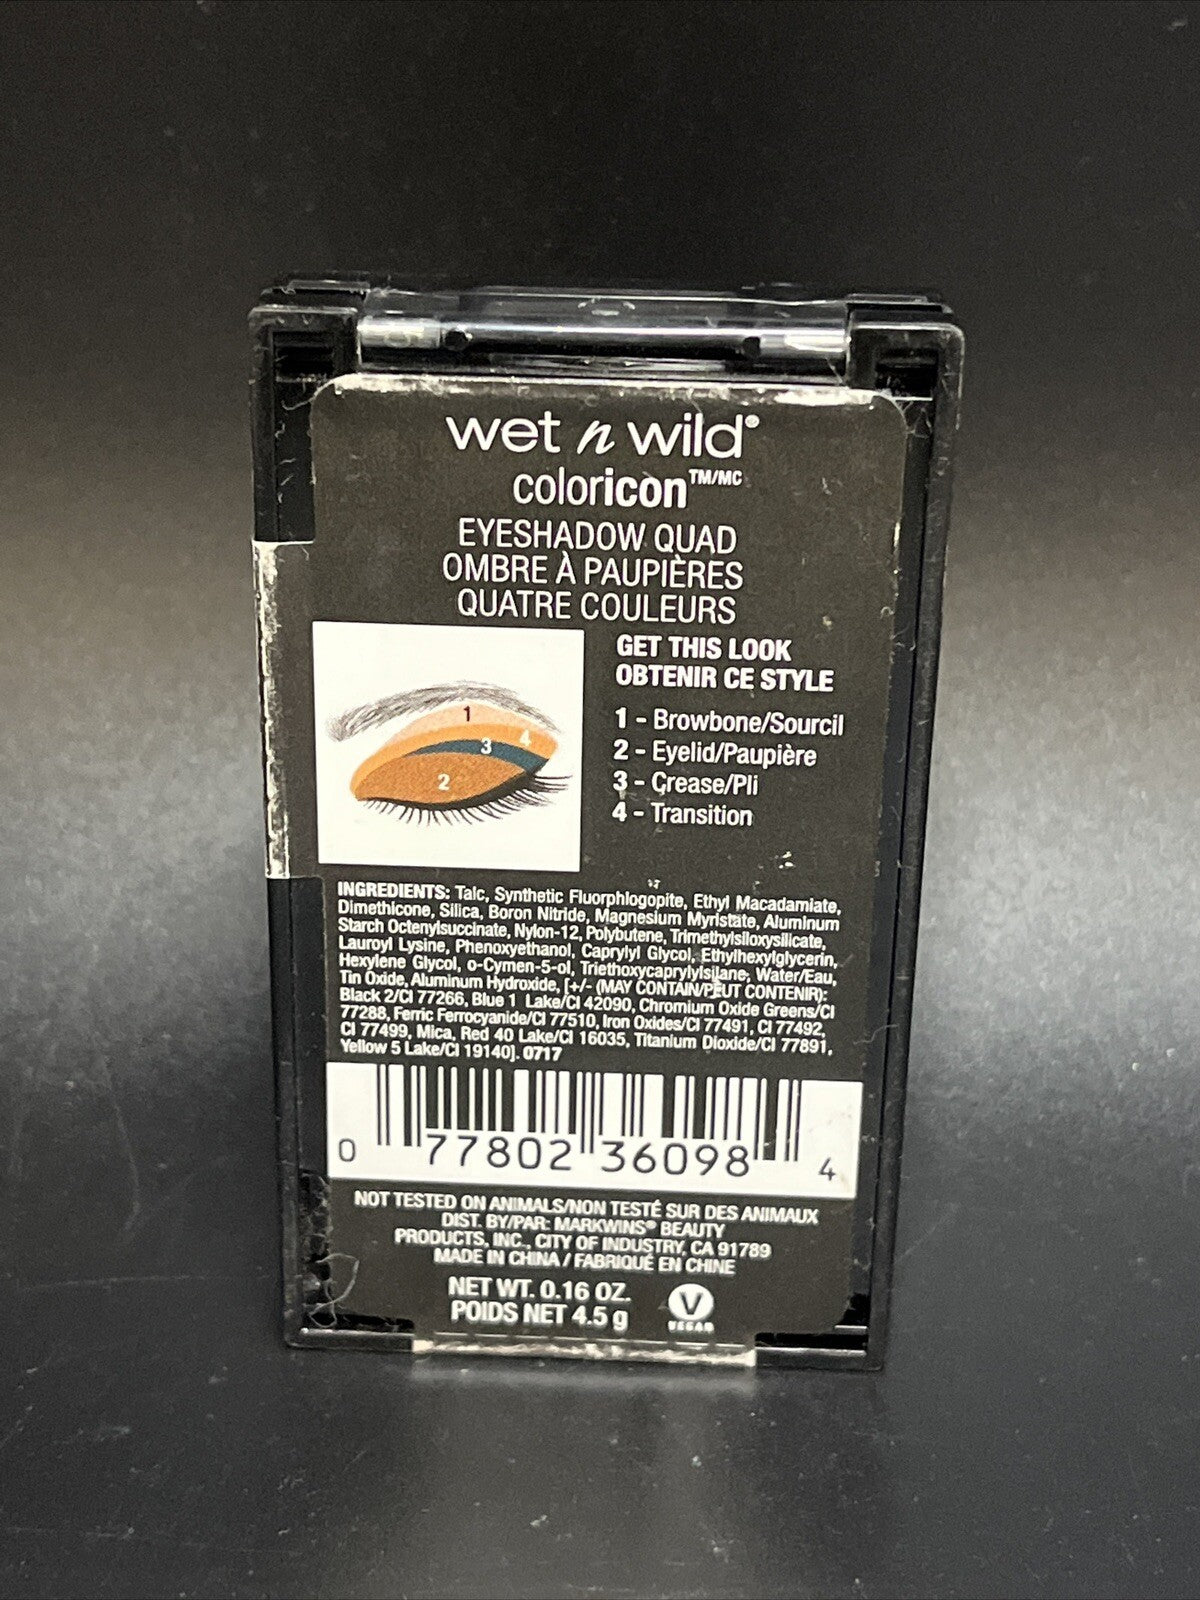 wet n wild®
coloricon™/MC
EYESHADOW QUAD
OMBRE À PAUPIÈRES
QUATRE COULEURS
GET THIS LOOK
OBTENIR CE STYLE
1 - Browbone/Sourcil
2 - Eyelid/Paupière
3 - Crease/Pli
4 - Transition
1
3
4
2
INGREDIENTS: Talc, Synthetic Fluorphlogopite, Ethyl Macadamiate,
Dimethicone, Silica, Boron Nitride, Magnesium Myristate, Aluminum
Starch Octenylsuccinate, Nylon-12, Polybutene, Trimethylsiloxysilicate,
Lauroyl Lysine, Phenoxyethanol, Caprylyl Glycol, Ethylhexylglycerin,
Hexylene Glycol, o-Cymen-5-ol, Triethoxycaprylylsilane, Water/Eau,
Tin Oxide, Aluminum Hydroxide, [+/- (MAY CONTAIN/PEUT CONTENIR):
Black 2/CI 77266, Blue 1 Lake/CI 42090, Chromium Oxide Greens/CI
77288, Ferric Ferrocyanide/CI 77510, Iron Oxides/CI 77491, CI 77492,
CI 77499, Mica, Red 40 Lake/CI 16035, Titanium Dioxide/CI 77891,
Yellow 5 Lake/CI 19140]. 0717
0 77802 36098 4
NOT TESTED ON ANIMALS/NON TESTÉ SUR DES ANIMAUX
DIST. BY/PAR: MARKWINS® BEAUTY
PRODUCTS, INC., CITY OF INDUSTRY, CA 91789
MADE IN CHINA / FABRIQUÉ EN CHINE
NET WT. 0.16 OZ.
POIDS NET 4.5 g
V
VEGAN